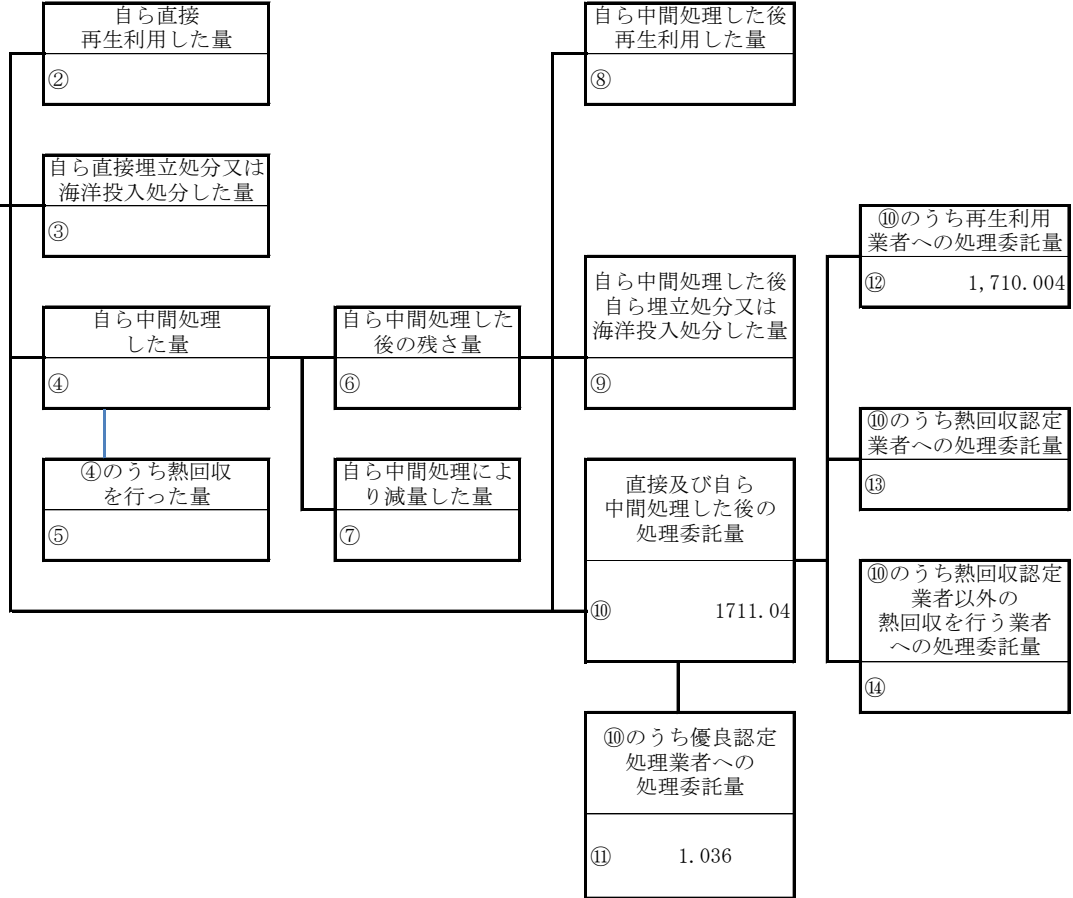 自ら直接
再生利用した量
②
自ら中間処理した後
再生利用した量
⑧
自ら直接埋立処分又は
海洋投入処分した量
③
⑩のうち再生利用
業者への処理委託量
⑫ 1,710.004
自ら中間処理した後
自ら埋立処分又は
海洋投入処分した量
⑨
自ら中間処理
した量
④
自ら中間処理した
後の残さ量
⑥
⑩のうち熱回収認定
業者への処理委託量
⑬
④のうち熱回収
を行った量
⑤
自ら中間処理によ
り減量した量
⑦
直接及び自ら
中間処理した後の
処理委託量
⑩ 1711.04
⑩のうち熱回収認定
業者以外の
熱回収を行う業者
への処理委託量
⑭
⑩のうち優良認定
処理業者への
処理委託量
⑪ 1.036